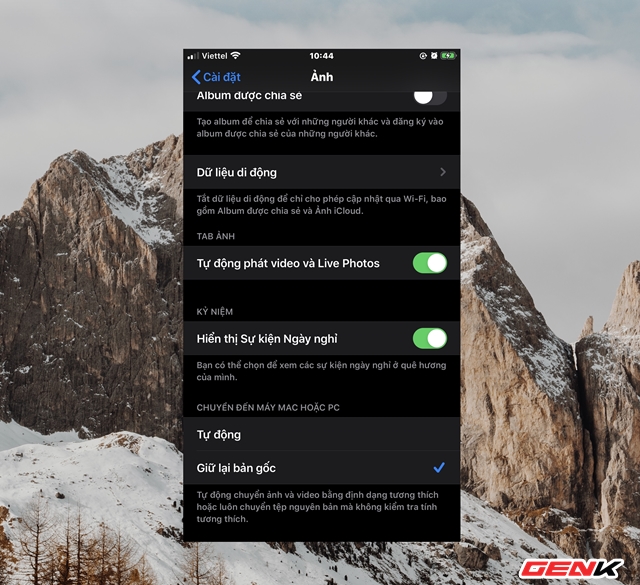 Viettel 10:44
Cài đặt Ảnh
Album được chia sẻ
Tạo album để chia sẻ với những người khác và đăng ký vào
album được chia sẻ của những người khác.
Dữ liệu di động
Tắt dữ liệu di động để chỉ cho phép cập nhật qua Wi-Fi, bao
gồm Album được chia sẻ và Ảnh iCloud.
TAB ẢNH
Tự động phát video và Live Photos
KỶ NIỆM
Hiển thị Sự kiện Ngày nghỉ
Bạn có thể chọn để xem các sự kiện ngày nghỉ ở quê hương
của mình.
CHUYỂN ĐẾN MÁY MAC HOẶC PC
Tự động
Giữ lại bản gốc
Tự động chuyển ảnh và video bằng định dạng tương thích
hoặc luôn chuyển tệp nguyên bản mà không kiểm tra tính
tương thích.
GENK